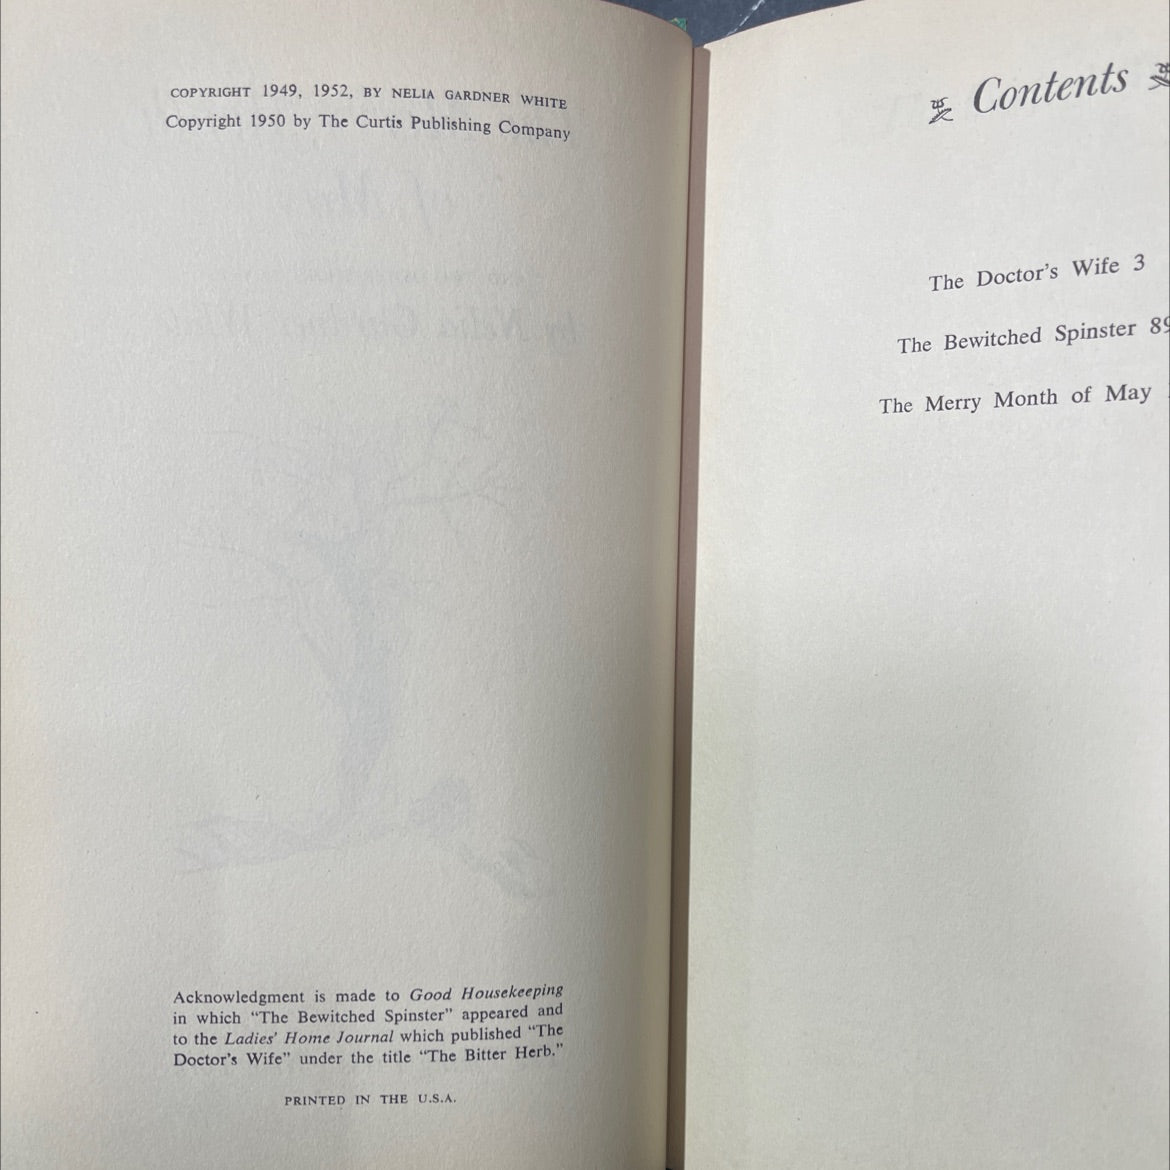 COPYRIGHT 1949, 1952, BY NELIA GARDNER WHITE
Copyright 1950 by The Curtis Publishing Company
Acknowledgment is made to Good Housekeeping
in which “The Bewitched Spinster” appeared and
to the Ladies’ Home Journal which published “The
Doctor’s Wife” under the title “The Bitter Herb.”
PRINTED IN THE U.S.A.
Contents
The Doctor’s Wife 3
The Bewitched Spinster 89
The Merry Month of May